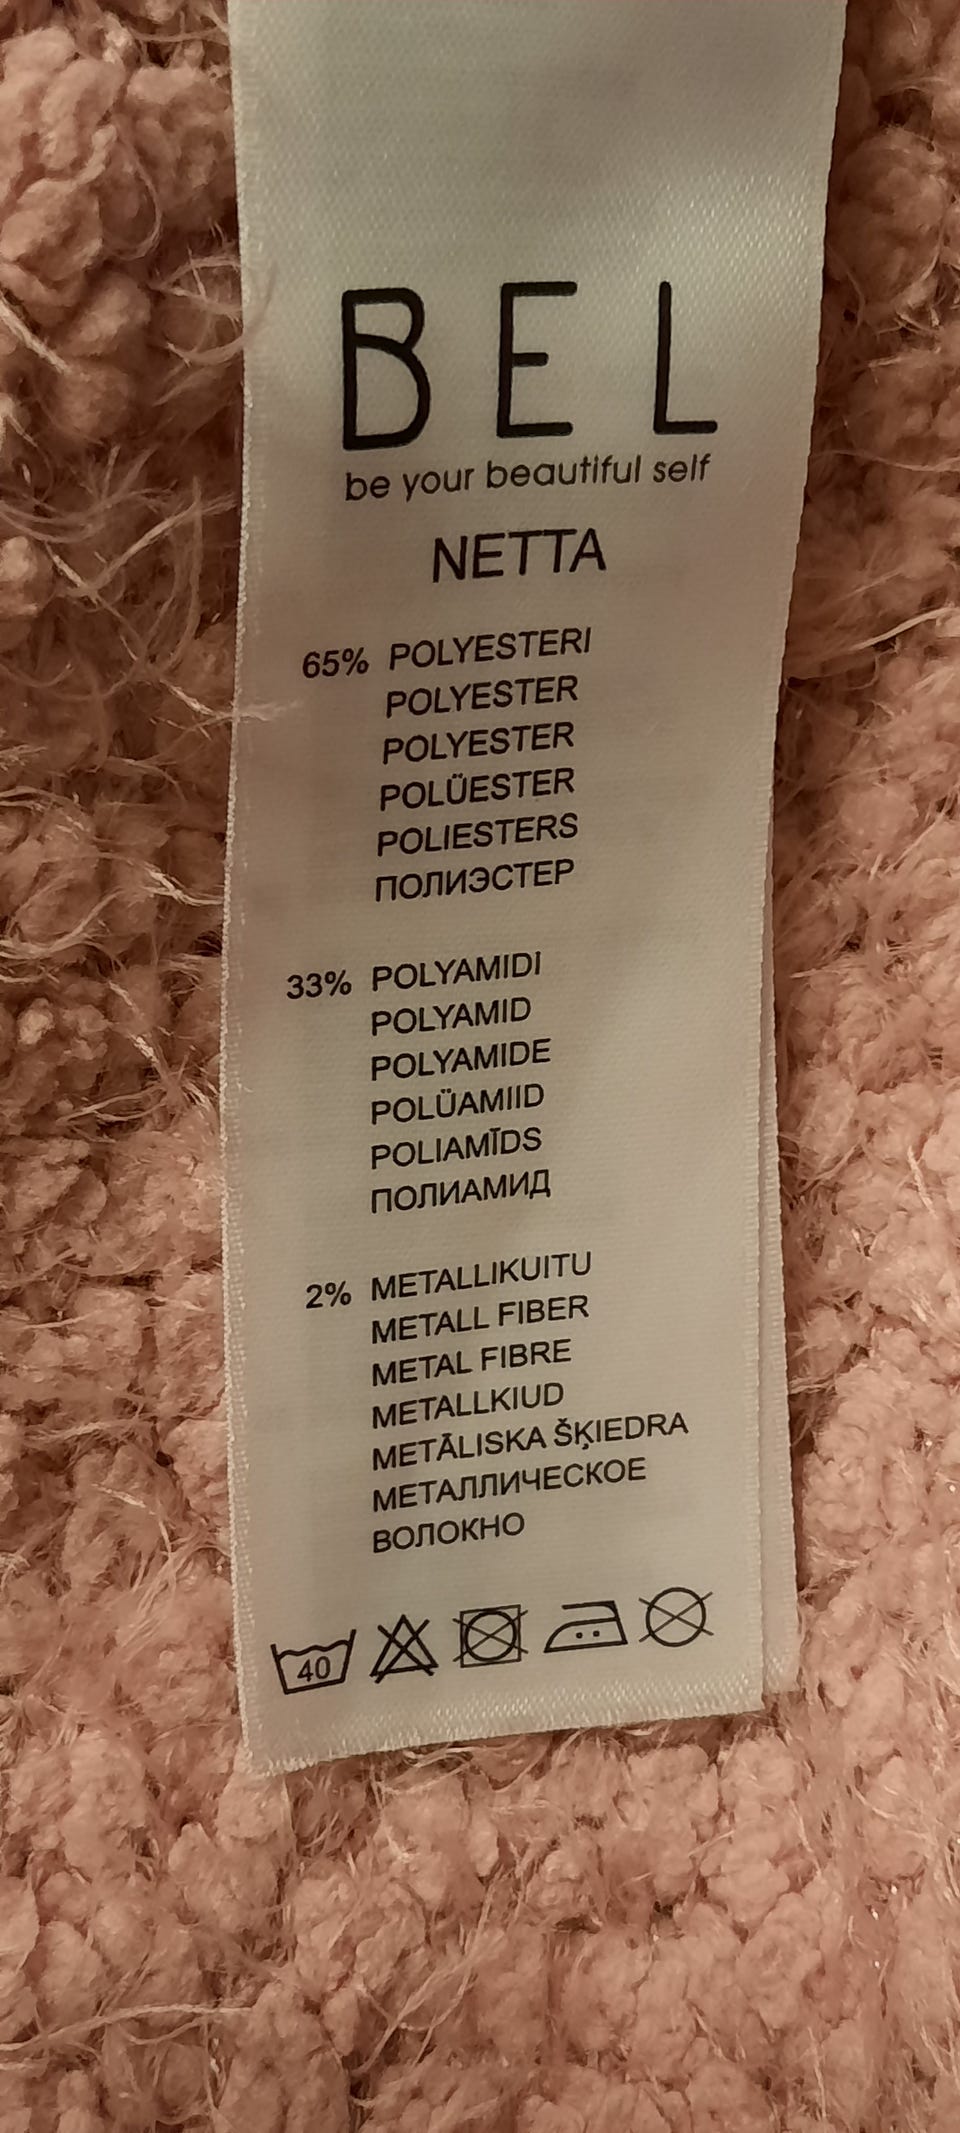 BEL
be your beautiful self
NETTA
65% POLYESTERI
POLYESTER
POLYESTER
POLÜESTER
POLIESTERS
ПОЛИЭСТЕР
33% POLYAMIDI
POLYAMID
POLYAMIDE
POLÜAMIID
POLIAMĪDS
ПОЛИАМИД
2% METALLIKUITU
METALL FIBER
METAL FIBRE
METALLKIUD
METĀLISKA ŠĶIEDRA
МЕТАЛЛИЧЕСКОЕ
ВОЛОКНО
40